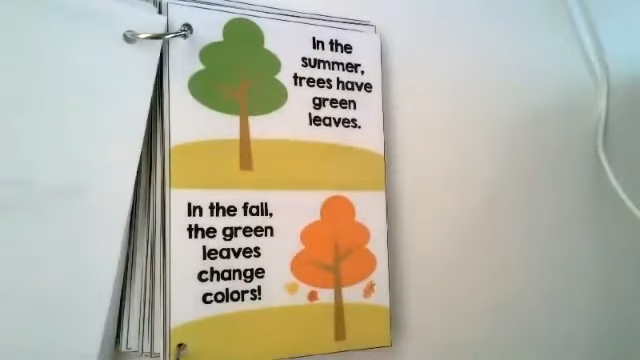 In the
summer,
trees have
green
leaves.
In the fall,
the green
leaves
change
colors!